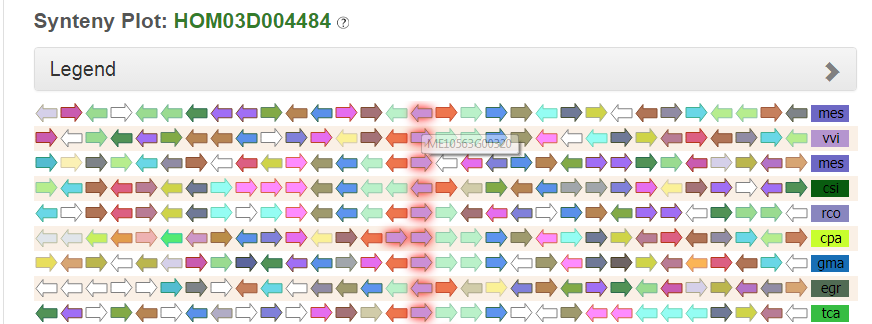 Synteny Plot: HOM03D004484 ?
Legend
mes
vvi
ME10563G00320
mes
csi
rco
cpa
gma
egr
tca